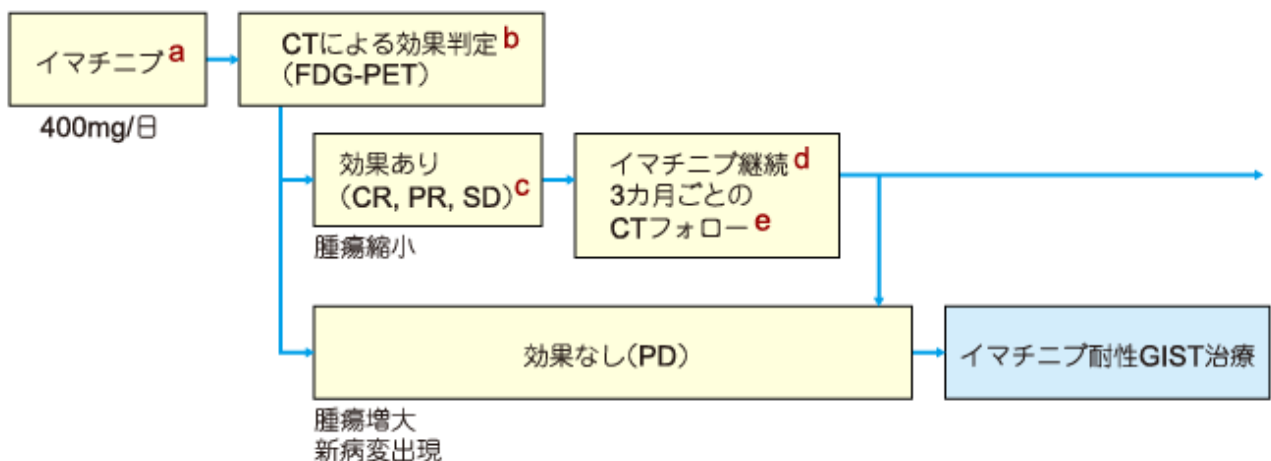 イマチニブa
400mg/日
CTによる効果判定b
(FDG-PET)
効果あり
(CR, PR, SD)c
腫瘍縮小
イマチニブ継続d
3カ月ごとの
CTフォローe
効果なし(PD)
腫瘍増大
新病変出現
イマチニブ耐性GIST治療